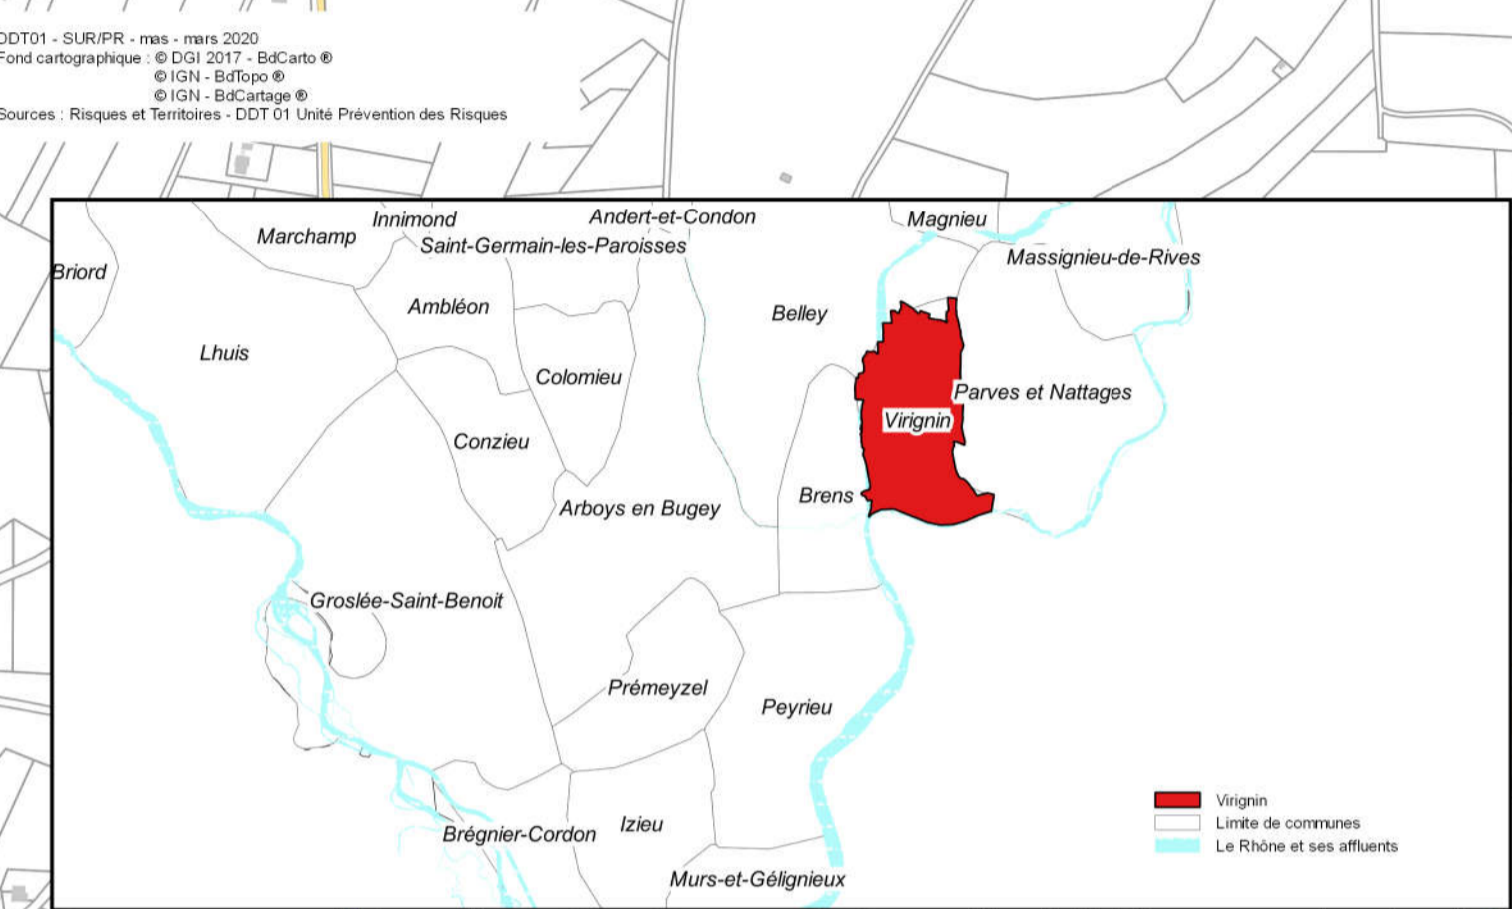 DDT01 - SUR/PR - mas - mars 2020
Fond cartographique : © DGI 2017 - BdCarto ®
© IGN - BdTopo ®
© IGN - BdCartage ®
Sources : Risques et Territoires - DDT 01 Unité Prévention des Risques
Innimond
Andert-et-Condon
Magnieu
Marchamp
Saint-Germain-les-Paroisses
Massignieu-de-Rives
Briord
Ambléon
Belley
Lhuis
Colomieu
Parves et Nattages
Virignin
Conzieu
Brens
Arboys en Bugey
Groslée-Saint-Benoit
Prémeyzel
Peyrieu
Virignin
Limite de communes
Izieu
Brégnier-Cordon
Le Rhône et ses affluents
Murs-et-Gélignieux